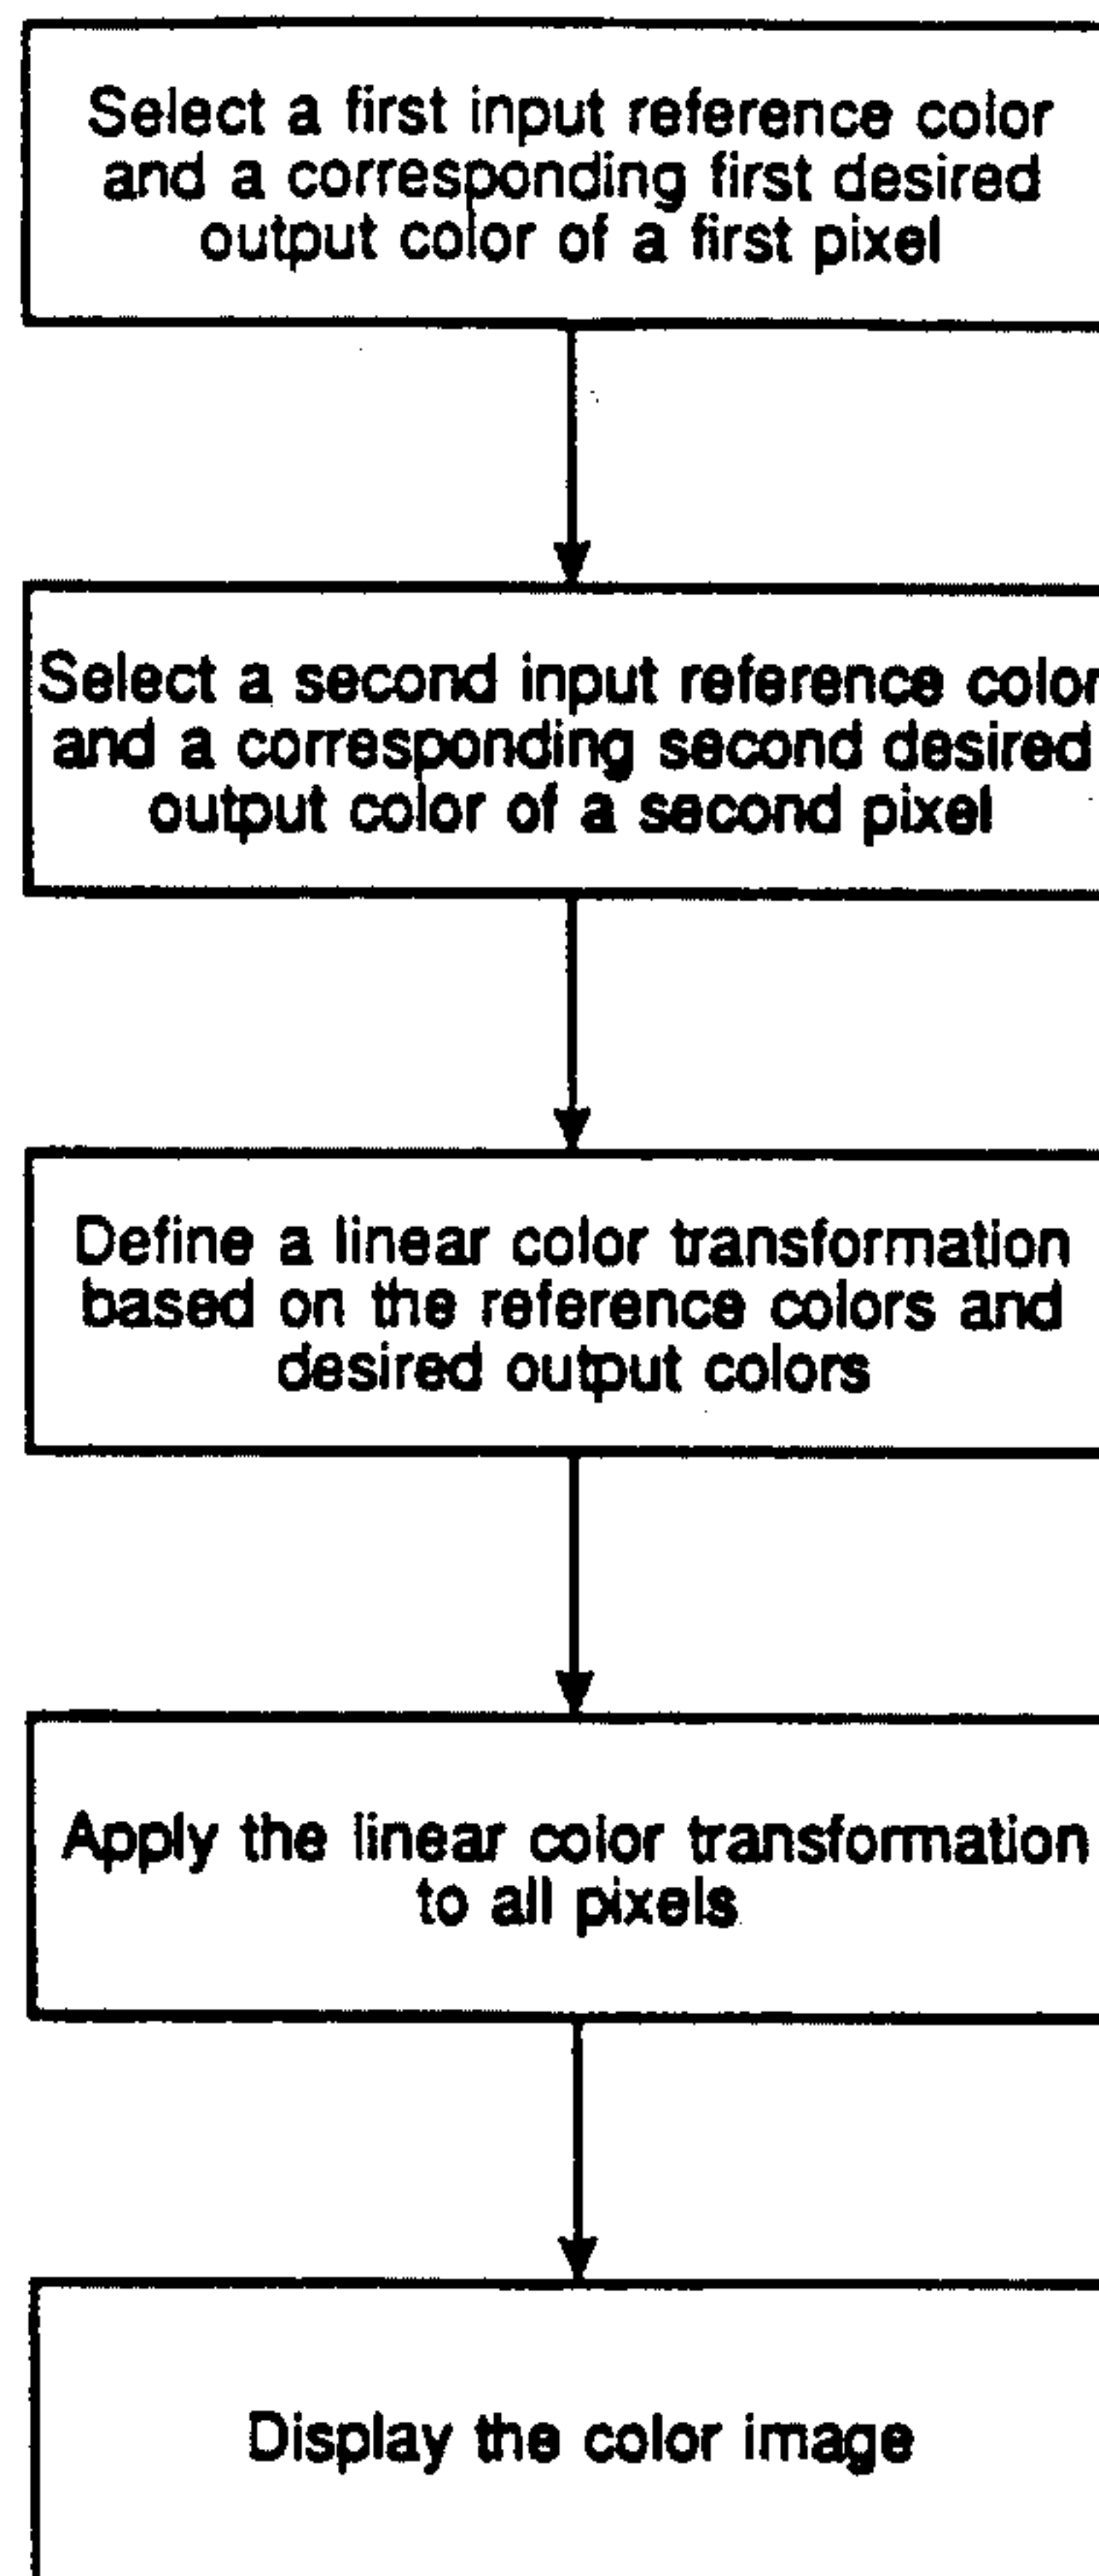 Select a first input reference color
and a corresponding first desired
output color of a first pixel
Select a second input reference color
and a corresponding second desired
output color of a second pixel
Define a linear color transformation
based on the reference colors and
desired output colors
Apply the linear color transformation
to all pixels
Display the color image